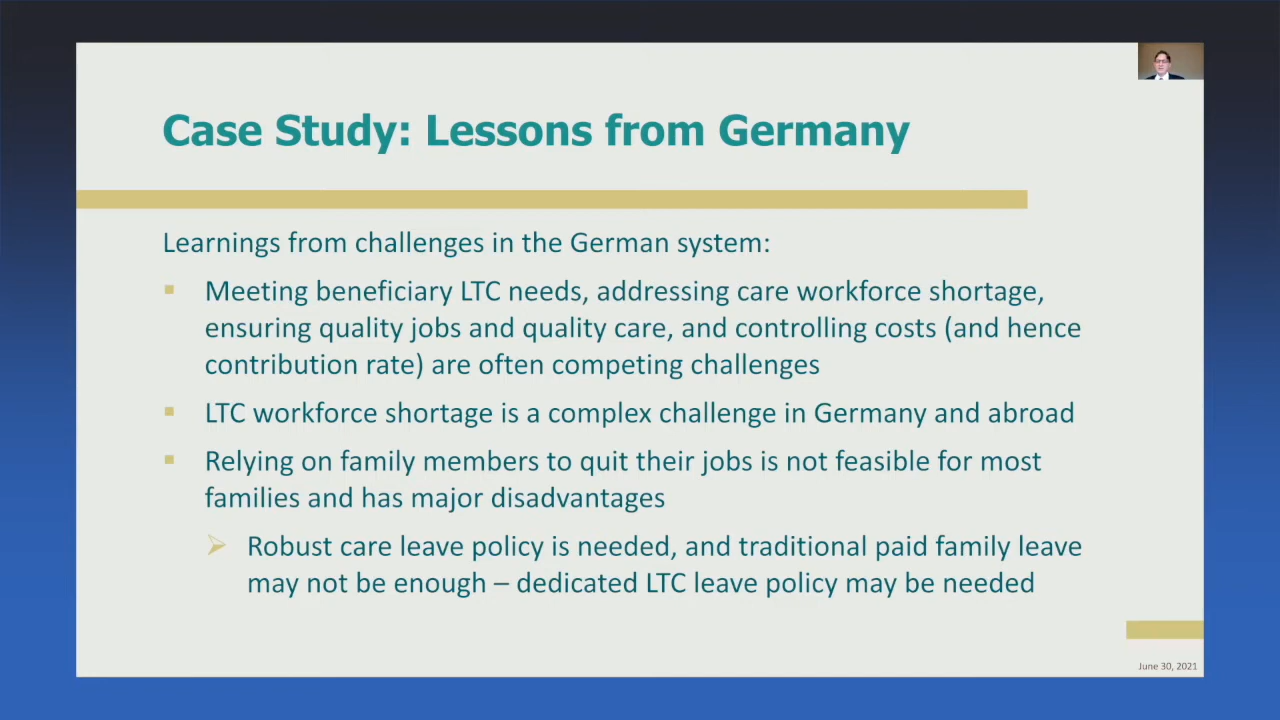 Case Study: Lessons from Germany
Learnings from challenges in the German system:
▪ Meeting beneficiary LTC needs, addressing care workforce shortage,
ensuring quality jobs and quality care, and controlling costs (and hence
contribution rate) are often competing challenges
▪ LTC workforce shortage is a complex challenge in Germany and abroad
▪ Relying on family members to quit their jobs is not feasible for most
families and has major disadvantages
➢ Robust care leave policy is needed, and traditional paid family leave
may not be enough – dedicated LTC leave policy may be needed
June 30, 2021